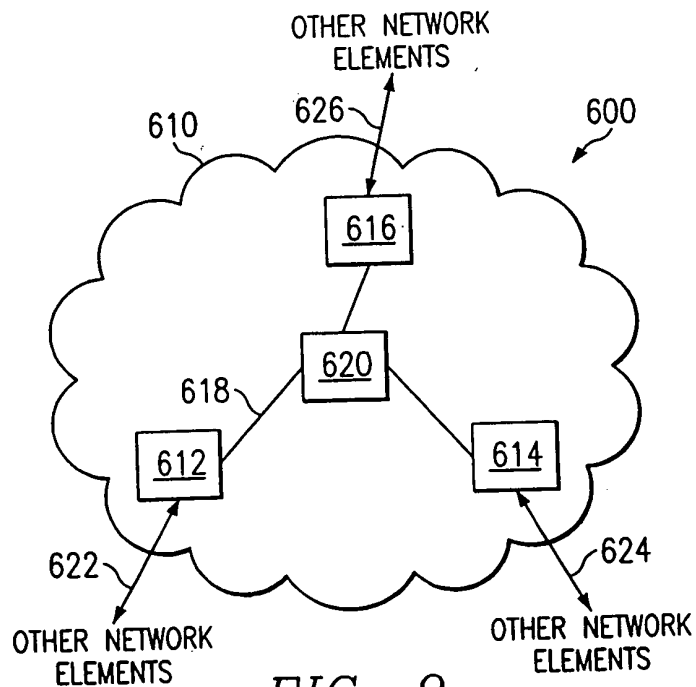 OTHER NETWORK
ELEMENTS
626
610
600
616
620
618
612
614
622
624
OTHER NETWORK
ELEMENTS
OTHER NETWORK
ELEMENTS